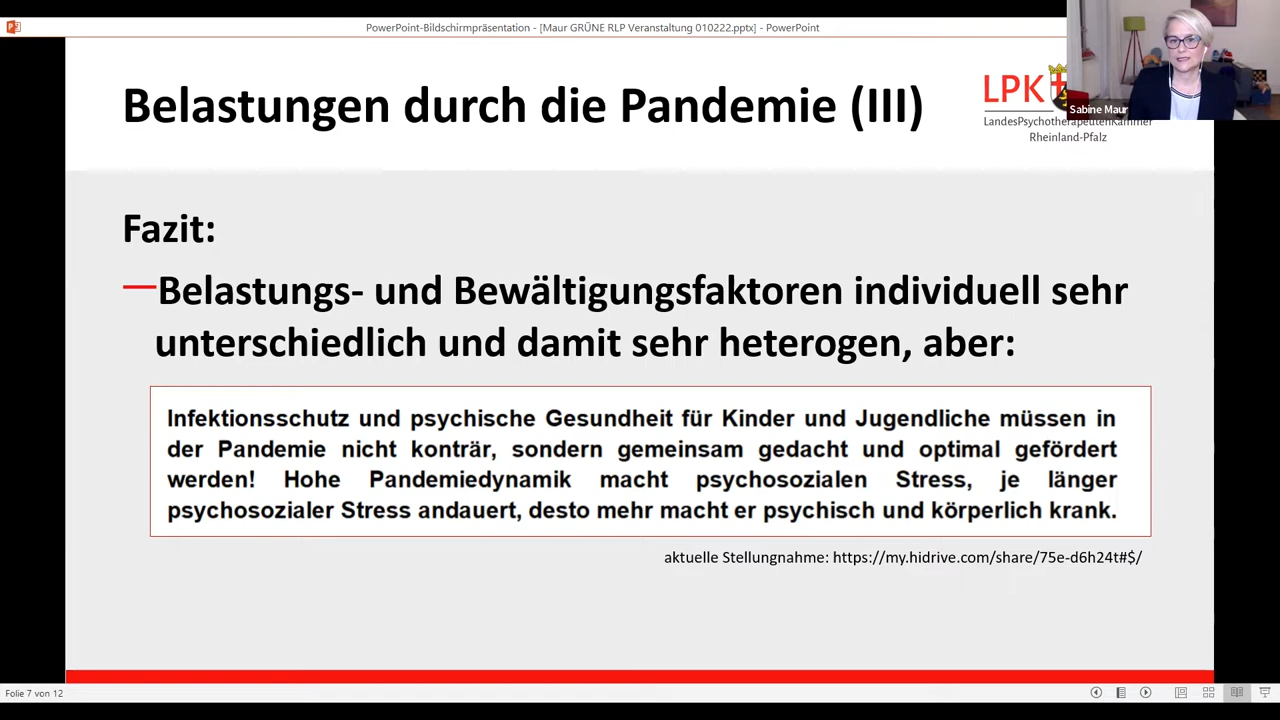 PowerPoint-Bildschirmpräsentation - [Maur GRÜNE RLP Veranstaltung 010222.pptx] - PowerPoint
Belastungen durch die Pandemie (III)
LPK
Sabine Maur
LandesPsychotherapeutenKammer
Rheinland-Pfalz
Fazit:
—Belastungs- und Bewältigungsfaktoren individuell sehr
unterschiedlich und damit sehr heterogen, aber:
Infektionsschutz und psychische Gesundheit für Kinder und Jugendliche müssen in
der Pandemie nicht konträr, sondern gemeinsam gedacht und optimal gefördert
werden! Hohe Pandemiedynamik macht psychosozialen Stress, je länger
psychosozialer Stress andauert, desto mehr macht er psychisch und körperlich krank.
aktuelle Stellungnahme: https://my.hidrive.com/share/75e-d6h24t#$/
Folie 7 von 12